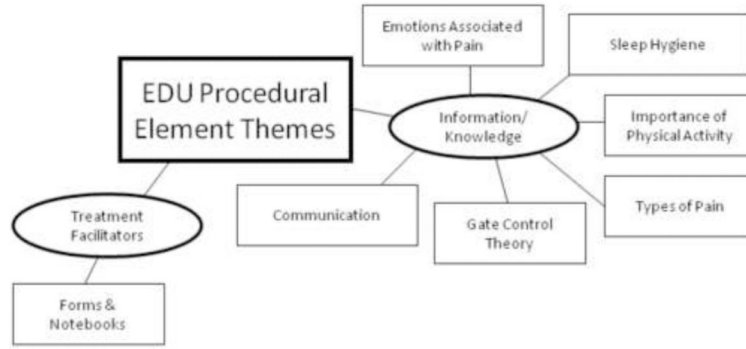 Emotions Associated
with Pain
Sleep Hygiene
EDU Procedural
Element Themes
Information/
Knowledge
Importance of
Physical Activity
Communication
Gate Control
Theory
Types of Pain
Treatment
Facilitators
Forms &
Notebooks